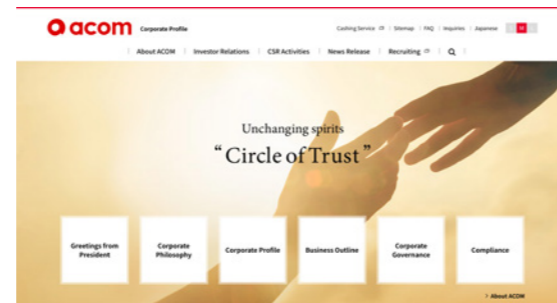 acom Corporate Profile
Cashing Service | Sitemap | FAQ | Inquiries | Japanese
About ACOM | Investor Relations | CSR Activities | News Release | Recruiting
Unchanging spirits
“Circle of Trust”
Greetings from
President
Corporate
Philosophy
Corporate Profile
Business Outline
Corporate
Governance
Compliance
> About ACOM